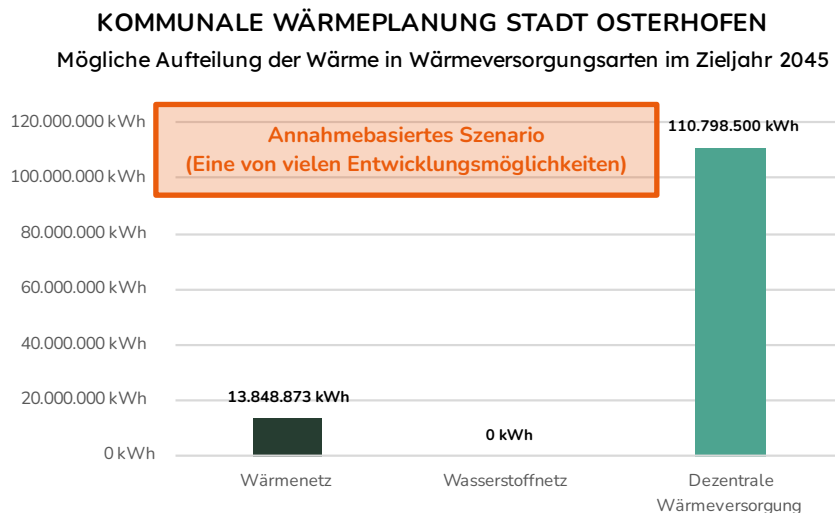 KOMMUNALE WÄRMEPLANUNG STADT OSTERHOFEN
Mögliche Aufteilung der Wärme in Wärmeversorgungsarten im Zieljahr 2045
Annahmebasiertes Szenario
(Eine von vielen Entwicklungsmöglichkeiten)
120.000.000 kWh
100.000.000 kWh
80.000.000 kWh
60.000.000 kWh
40.000.000 kWh
20.000.000 kWh
0 kWh
13.848.873 kWh
0 kWh
110.798.500 kWh
Wärmenetz
Wasserstoffnetz
Dezentrale
Wärmeversorgung